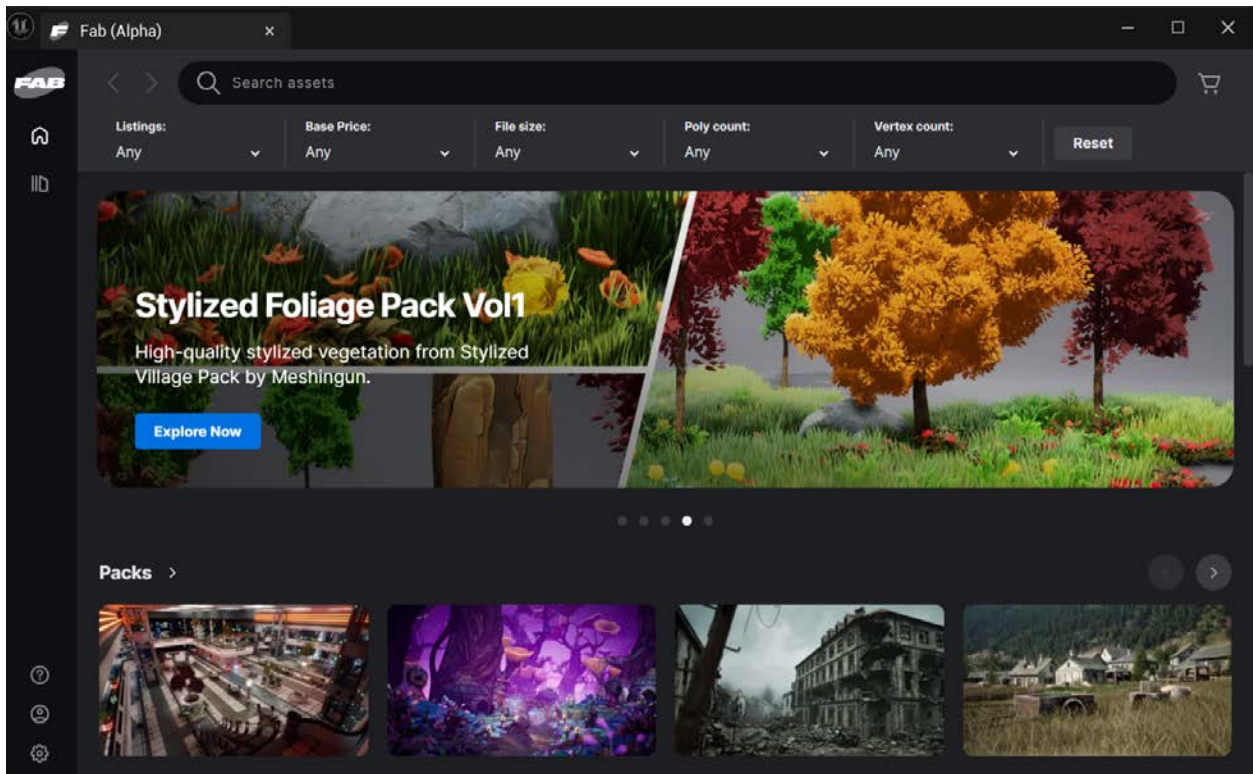 Fab (Alpha)
FAB
Search assets
Listings: Base Price: File size: Poly count: Vertex count:
Any Any Any Any Any
Reset
Stylized Foliage Pack Vol1
High-quality stylized vegetation from Stylized
Village Pack by Meshingun.
Explore Now
Packs